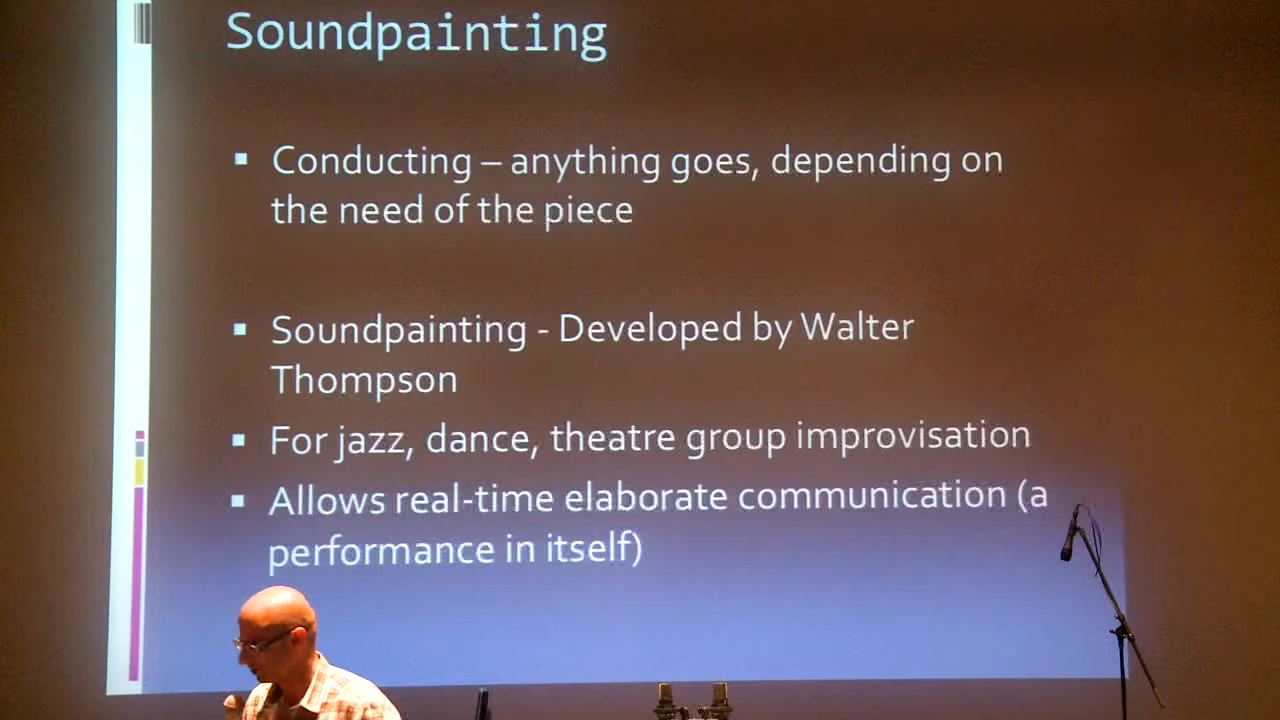 Soundpainting
▪ Conducting – anything goes, depending on
the need of the piece
▪ Soundpainting - Developed by Walter
Thompson
▪ For jazz, dance, theatre group improvisation
▪ Allows real-time elaborate communication (a
performance in itself)